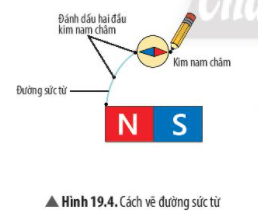 Đánh dấu hai đầu
kim nam châm
Kim nam châm
Đường sức từ
N S
▲ Hình 19.4. Cách vẽ đường sức từ